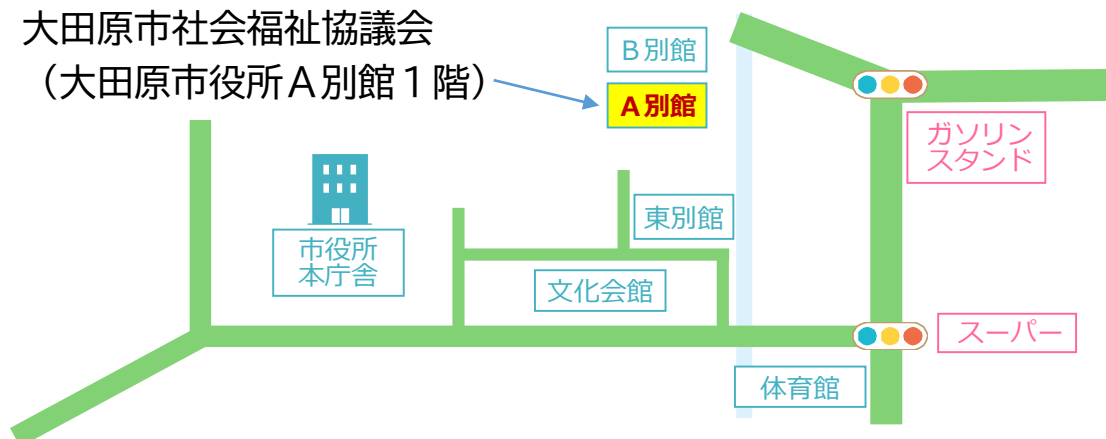 大田原市社会福祉協議会
（大田原市役所Ａ別館１階）
Ｂ別館
Ａ別館
ガソリン
スタンド
東別館
市役所
本庁舎
文化会館
スーパー
体育館